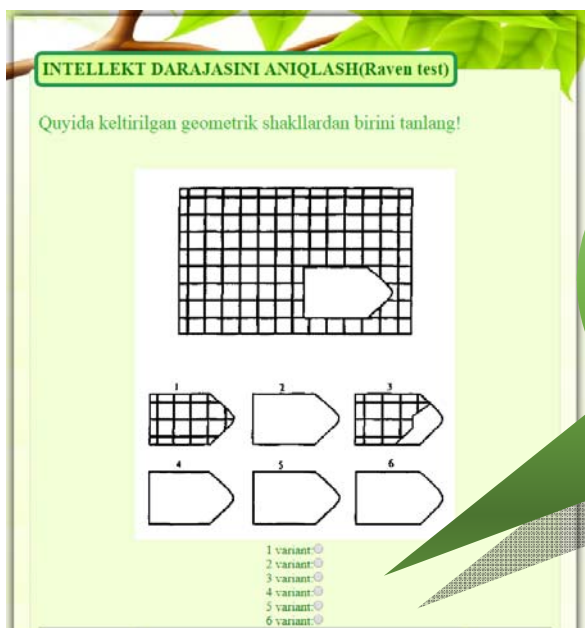 INTELLEKT DARAJASINI ANIQLASH(Raven test)
Quyida keltirilgan geometrik shakllardan birini tanlang!
1 2 3
4 5 6
1 variant:
2 variant:
3 variant:
4 variant:
5 variant:
6 variant: